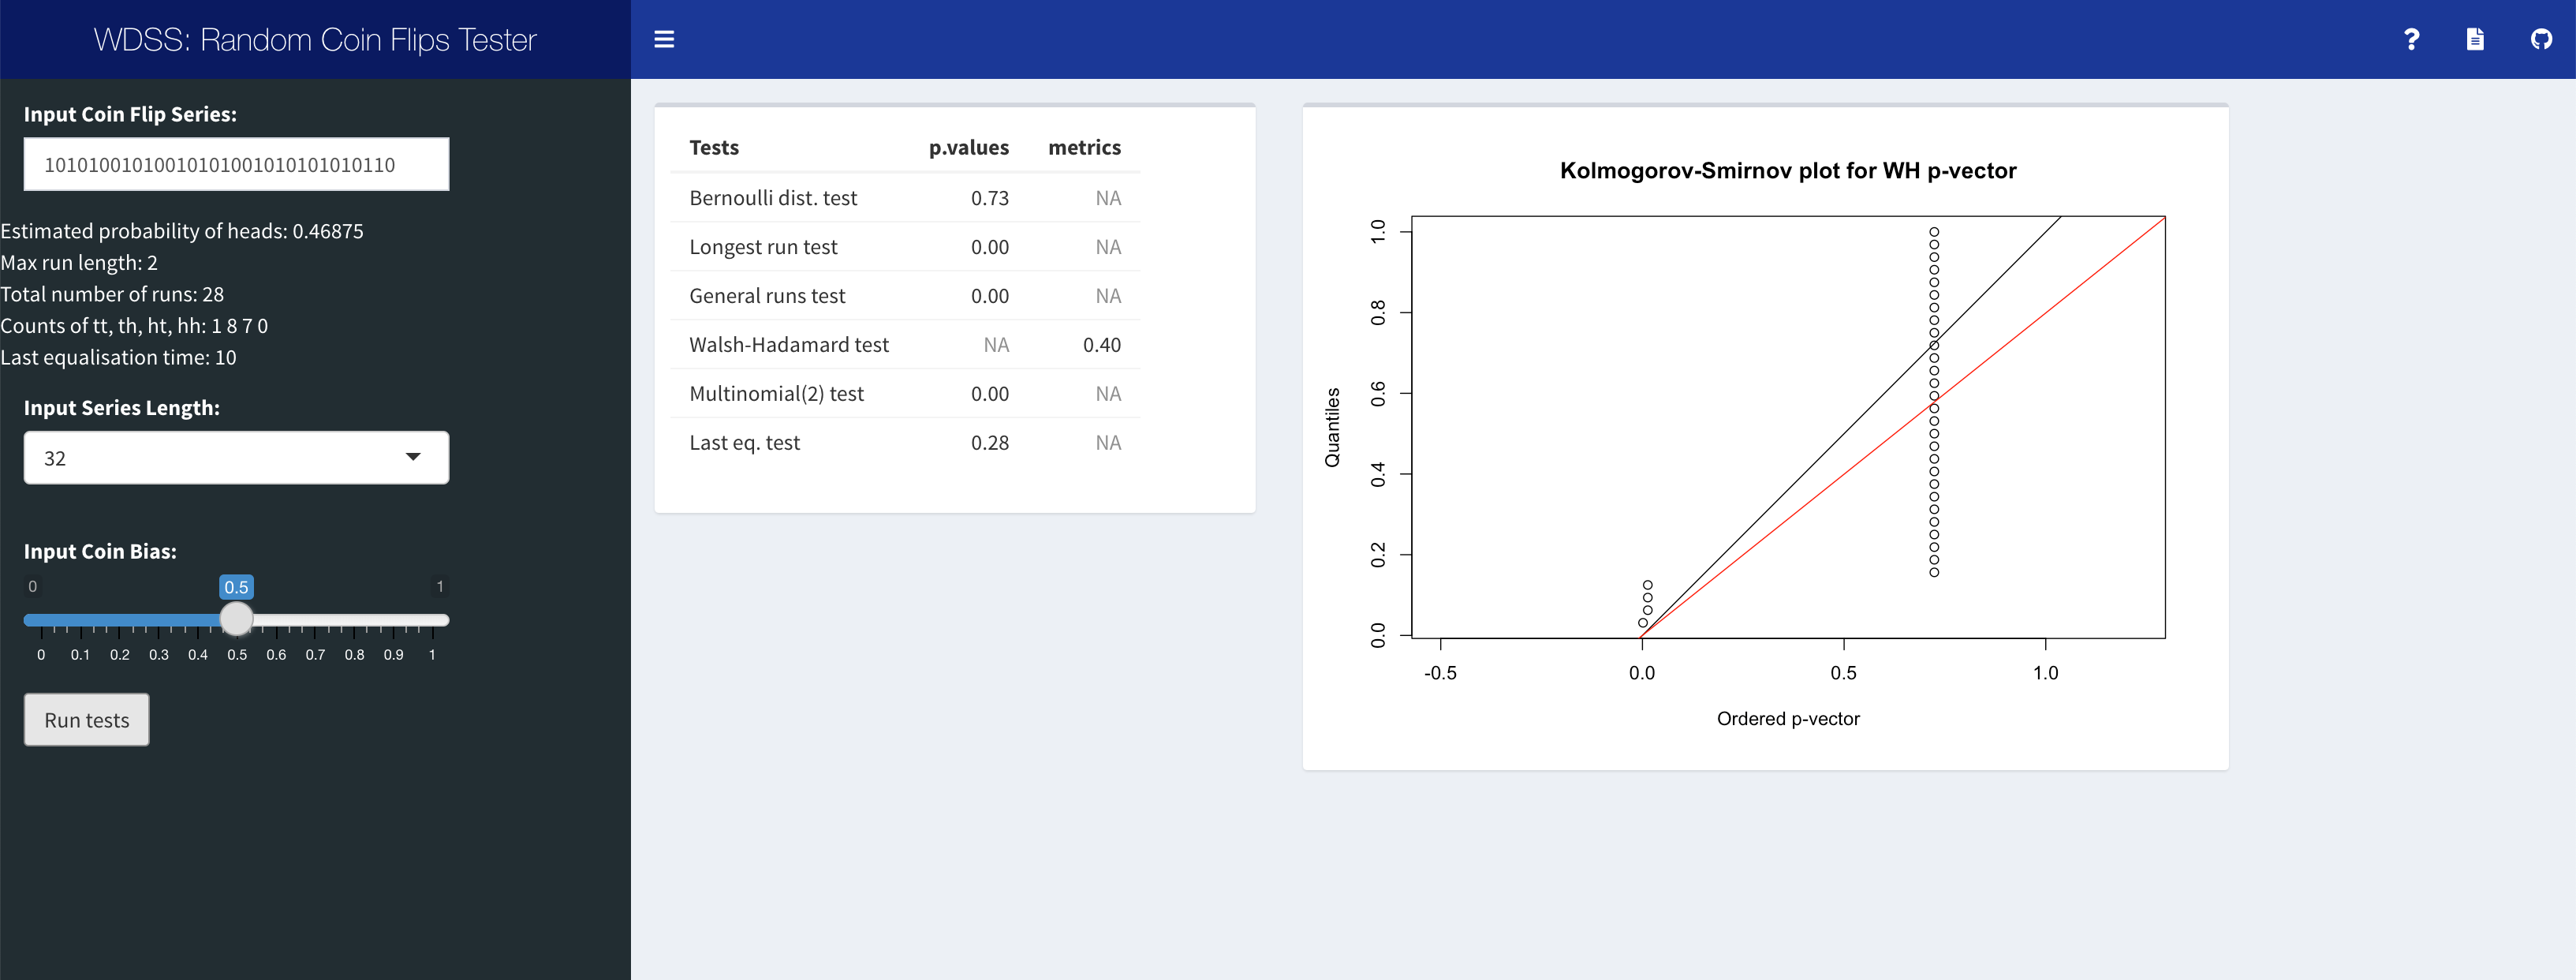 WDSS: Random Coin Flips Tester
Input Coin Flip Series:
10101001010010101001010101010110
Estimated probability of heads: 0.46875
Max run length: 2
Total number of runs: 28
Counts of tt, th, ht, hh: 1 8 7 0
Last equalisation time: 10
Input Series Length:
32
Input Coin Bias:
0 0.5 1
0 0.1 0.2 0.3 0.4 0.5 0.6 0.7 0.8 0.9 1
Run tests
Tests p.values metrics
Bernoulli dist. test 0.73 NA
Longest run test 0.00 NA
General runs test 0.00 NA
Walsh-Hadamard test NA 0.40
Multinomial(2) test 0.00 NA
Last eq. test 0.28 NA
Kolmogorov-Smirnov plot for WH p-vector
Quantiles
1.0
0.8
0.6
0.4
0.2
0.0
-0.5 0.0 0.5 1.0
Ordered p-vector